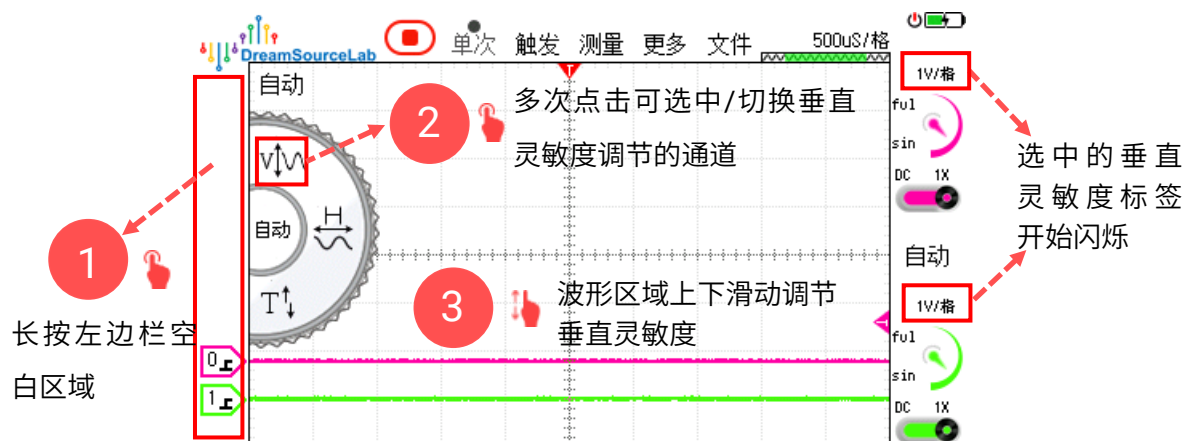 DreamSourceLab
单次 触发 测量 更多 文件 500uS/格
自动
T
1V/格
ful
sin
DC 1X
V
自动
H
T
2
多次点击可选中/切换垂直
灵敏度调节的通道
选中的垂直
灵敏度标签
开始闪烁
1
长按左边栏空
白区域
3
波形区域上下滑动调节
垂直灵敏度
自动
1V/格
ful
sin
DC 1X
T
0
1